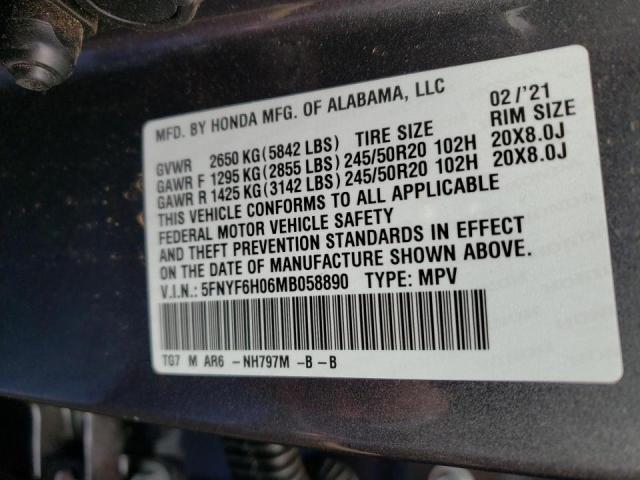 MFD. BY HONDA MFG. OF ALABAMA, LLC 02/'21
GVWR 2650 KG(5842 LBS) TIRE SIZE RIM SIZE
GAWR F 1295 KG(2855 LBS)245/50R20 102H 20X8.0J
GAWR R 1425 KG(3142 LBS)245/50R20 102H 20X8.0J
THIS VEHICLE CONFORMS TO ALL APPLICABLE
FEDERAL MOTOR VEHICLE SAFETY
AND THEFT PREVENTION STANDARDS IN EFFECT
ON THE DATE OF MANUFACTURE SHOWN ABOVE.
V.I.N.: 5FNYF6H06MB058890 TYPE: MPV
TG7 M AR6 -NH797M -B-B